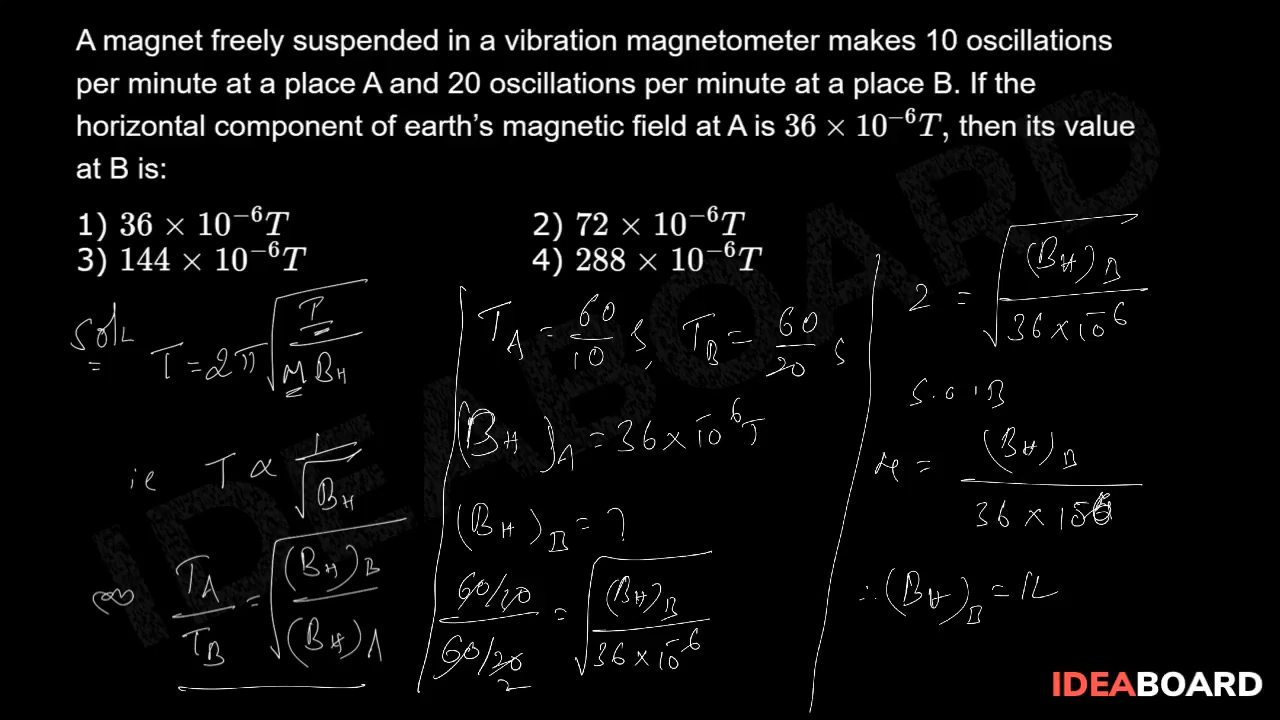 A magnet freely suspended in a vibration magnetometer makes 10 oscillations
per minute at a place A and 20 oscillations per minute at a place B. If the
horizontal component of earth's magnetic field at A is 36 × 10⁻⁶T, then its value
at B is:
1) 36 × 10⁻⁶T
2) 72 × 10⁻⁶T
3) 144 × 10⁻⁶T
4) 288 × 10⁻⁶T
Soln
=
T = 2π √(I / M B_H)
ie T ∝ 1/√B_H
T_A / T_B = √((B_H)_B / (B_H)_A)
T_A = 60/10 s, T_B = 60/20 s
(B_H)_A = 36 × 10⁻⁶ T
(B_H)_B = ?
(60/10) / (60/20) = √((B_H)_B / 36 × 10⁻⁶)
2
2 = √((B_H)_B / 36 × 10⁻⁶)
S.O.B
4 = (B_H)_B / 36 × 10⁻⁶
∴ (B_H)_B =
IDEABOARD
IDEABOARD